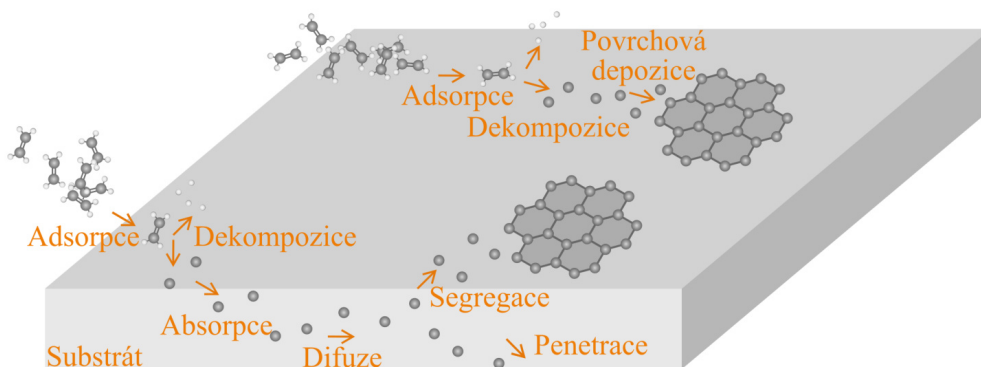 Povrchová
depozice
Adsorpce
Dekompozice
Adsorpce
Dekompozice
Absorpce
Segregace
Difuze
Penetrace
Substrát